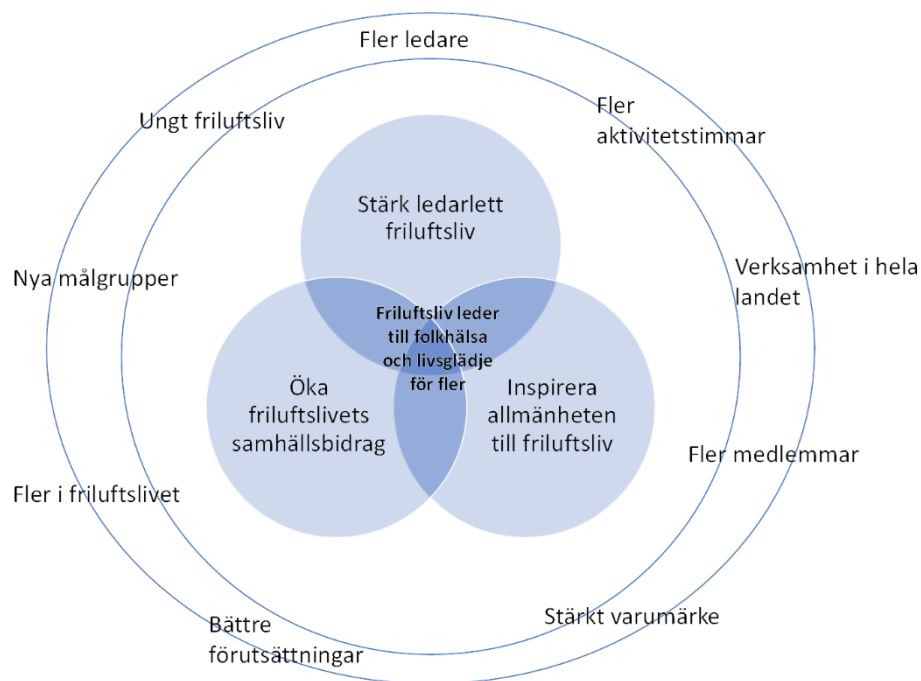 Fler ledare
Ungt friluftsliv
Fler
aktivitetstimmar
Stärk ledarlett
friluftsliv
Nya målgrupper
Verksamhet i hela
landet
Friluftsliv leder
till folkhälsa
och livsglädje
för fler
Öka
friluftslivets
samhällsbidrag
Inspirera
allmänheten
till friluftsliv
Fler medlemmar
Fler i friluftslivet
Stärkt varumärke
Bättre
förutsättningar